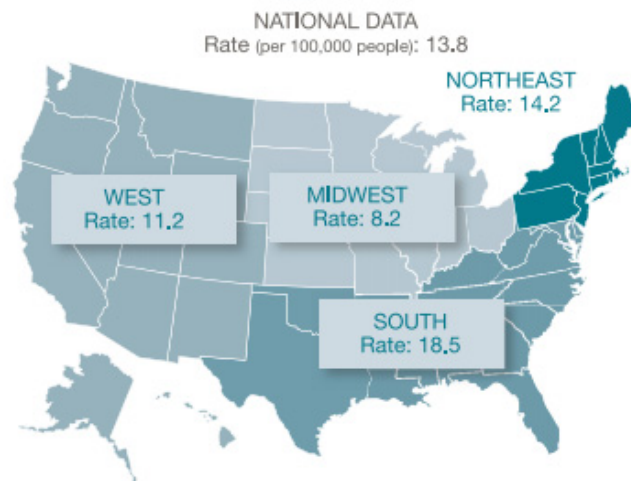 NATIONAL DATA
Rate (per 100,000 people): 13.8
NORTHEAST
Rate: 14.2
WEST
Rate: 11.2
MIDWEST
Rate: 8.2
SOUTH
Rate: 18.5